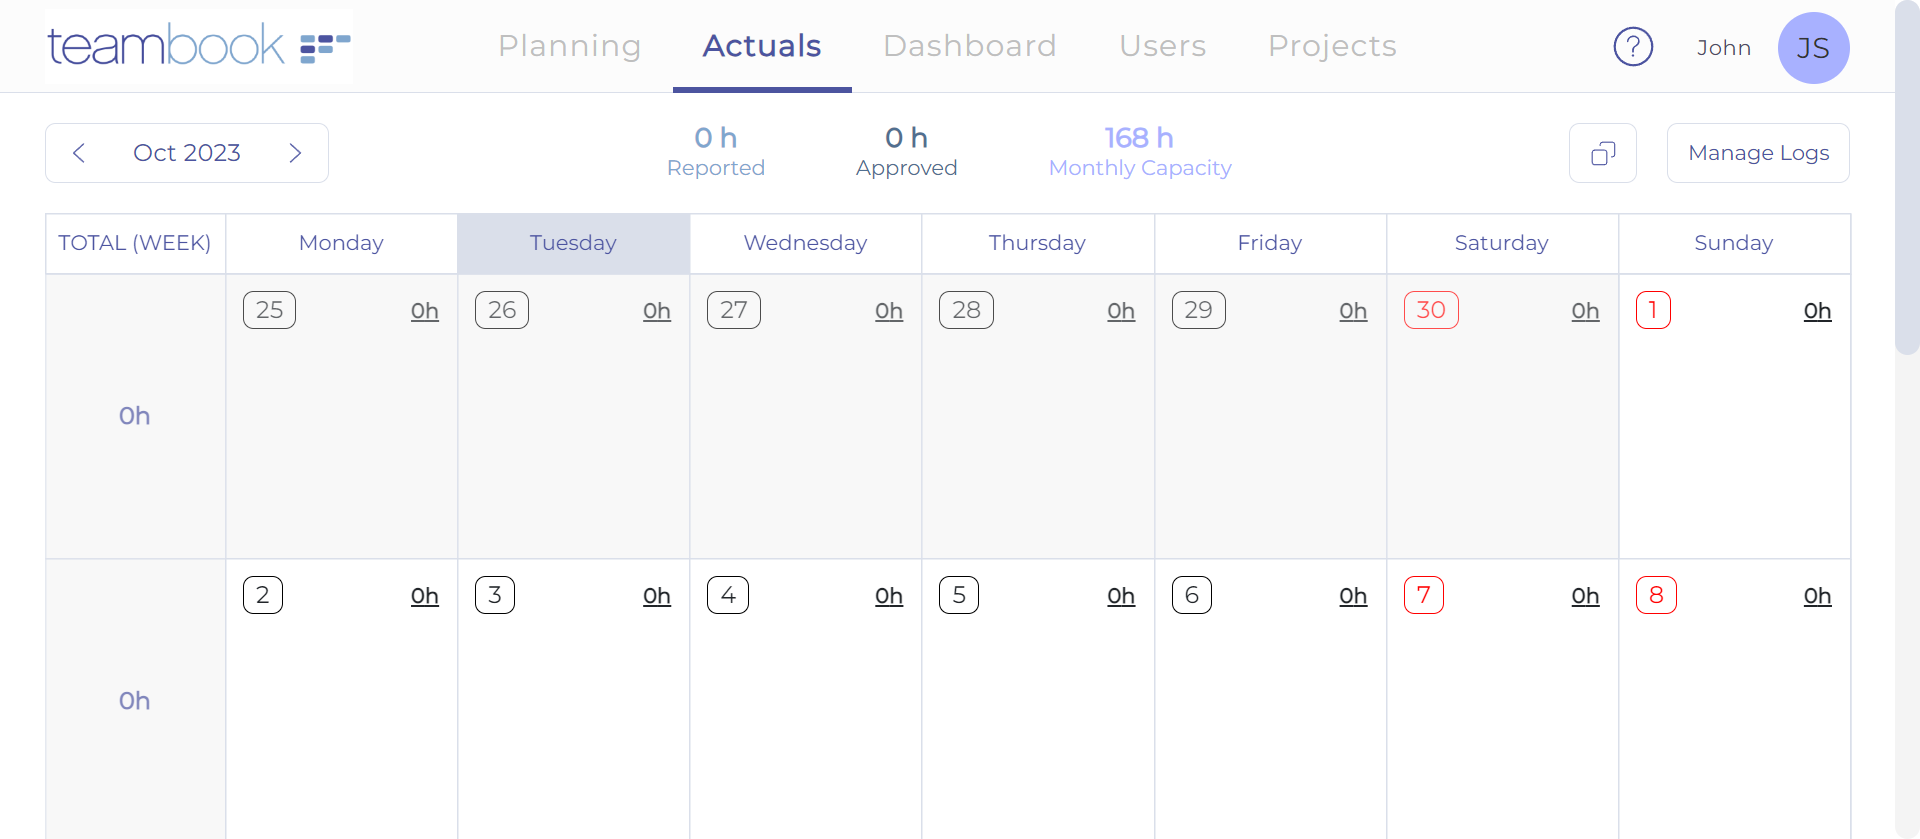 teambook
Planning Actuals Dashboard Users Projects
? John JS
Oct 2023
0 h
Reported
0 h
Approved
168 h
Monthly Capacity
Manage Logs
TOTAL (WEEK) Monday Tuesday Wednesday Thursday Friday Saturday Sunday
25 0h 26 0h 27 0h 28 0h 29 0h 30 0h 1 0h
0h
2 0h 3 0h 4 0h 5 0h 6 0h 7 0h 8 0h
0h